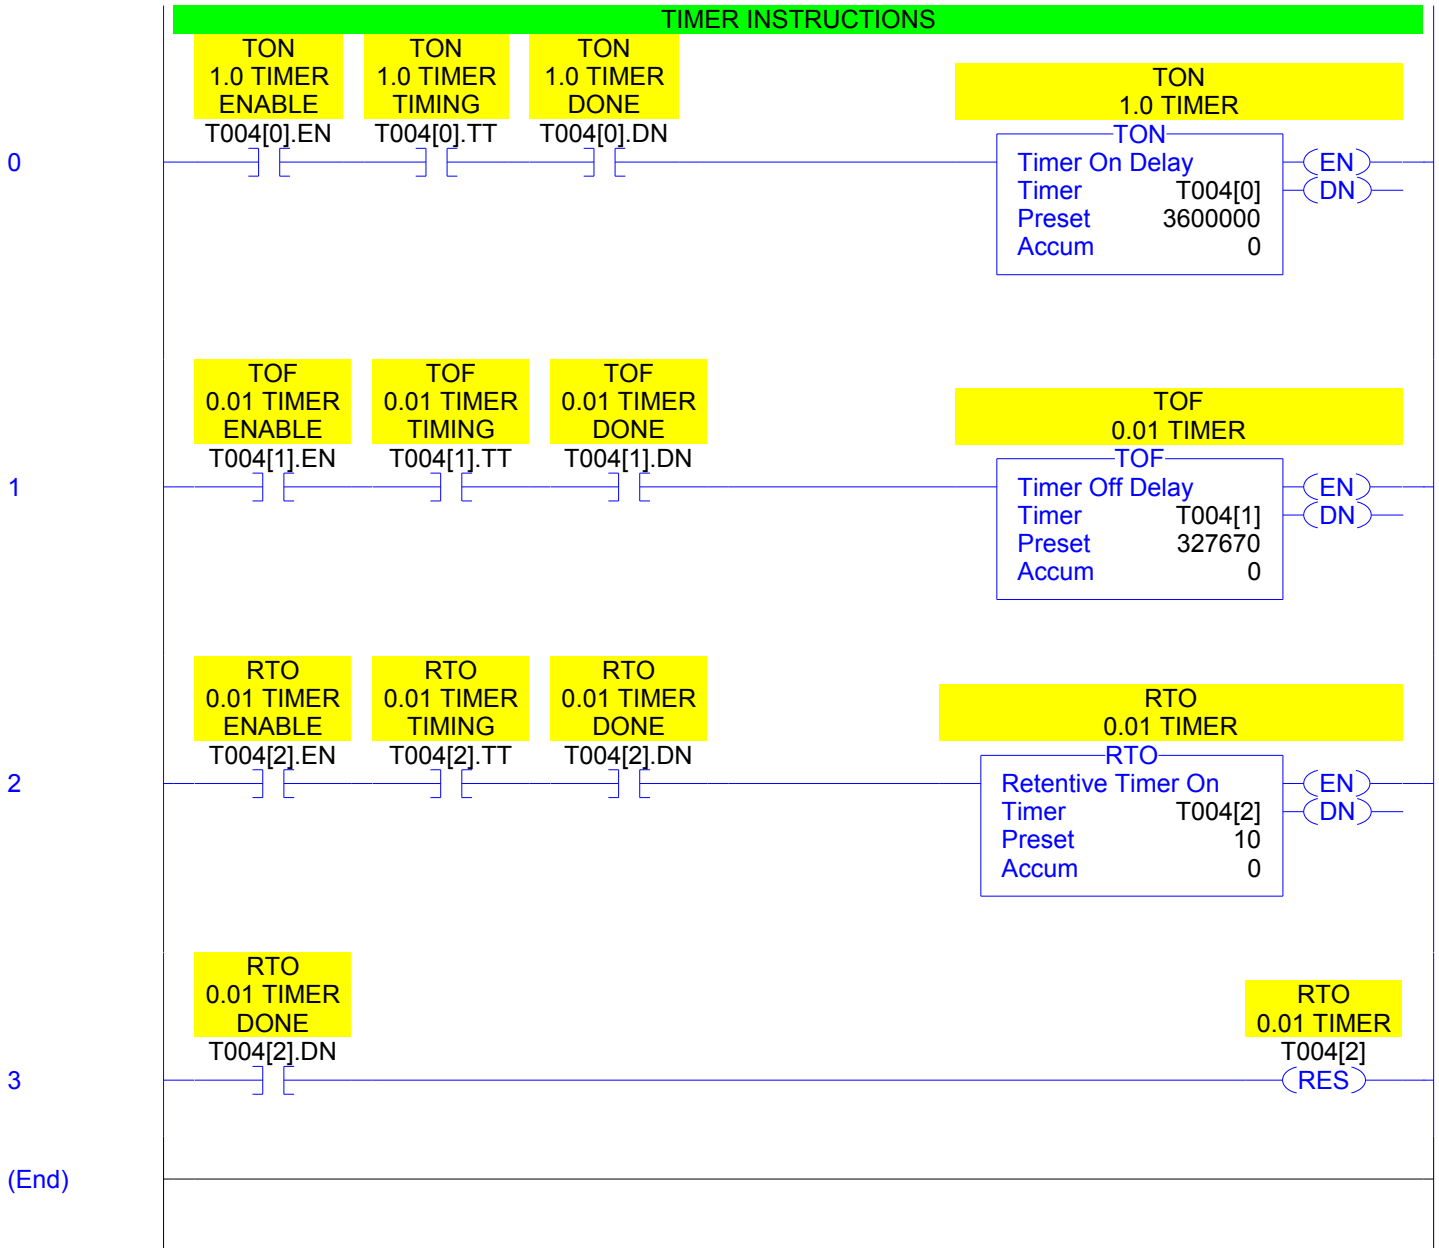 TIMER INSTRUCTIONS
TON
1.0 TIMER
ENABLE
T004[0].EN
TON
1.0 TIMER
TIMING
T004[0].TT
TON
1.0 TIMER
DONE
T004[0].DN
TON
1.0 TIMER
0
TON
Timer On Delay
Timer T004[0]
Preset 3600000
Accum 0
EN
DN
TOF
0.01 TIMER
ENABLE
T004[1].EN
TOF
0.01 TIMER
TIMING
T004[1].TT
TOF
0.01 TIMER
DONE
T004[1].DN
TOF
0.01 TIMER
1
TOF
Timer Off Delay
Timer T004[1]
Preset 327670
Accum 0
EN
DN
RTO
0.01 TIMER
ENABLE
T004[2].EN
RTO
0.01 TIMER
TIMING
T004[2].TT
RTO
0.01 TIMER
DONE
T004[2].DN
RTO
0.01 TIMER
2
RTO
Retentive Timer On
Timer T004[2]
Preset 10
Accum 0
EN
DN
RTO
0.01 TIMER
DONE
T004[2].DN
RTO
0.01 TIMER
T004[2]
3
RES
(End)